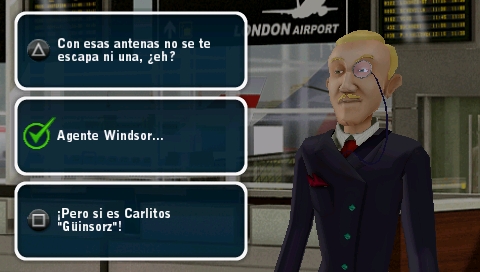 Con esas antenas no se te
escapa ni una, ¿eh?
LONDON AIRPORT
Agente Windsor...
¡Pero si es Carlitos
"Güinsorz"!